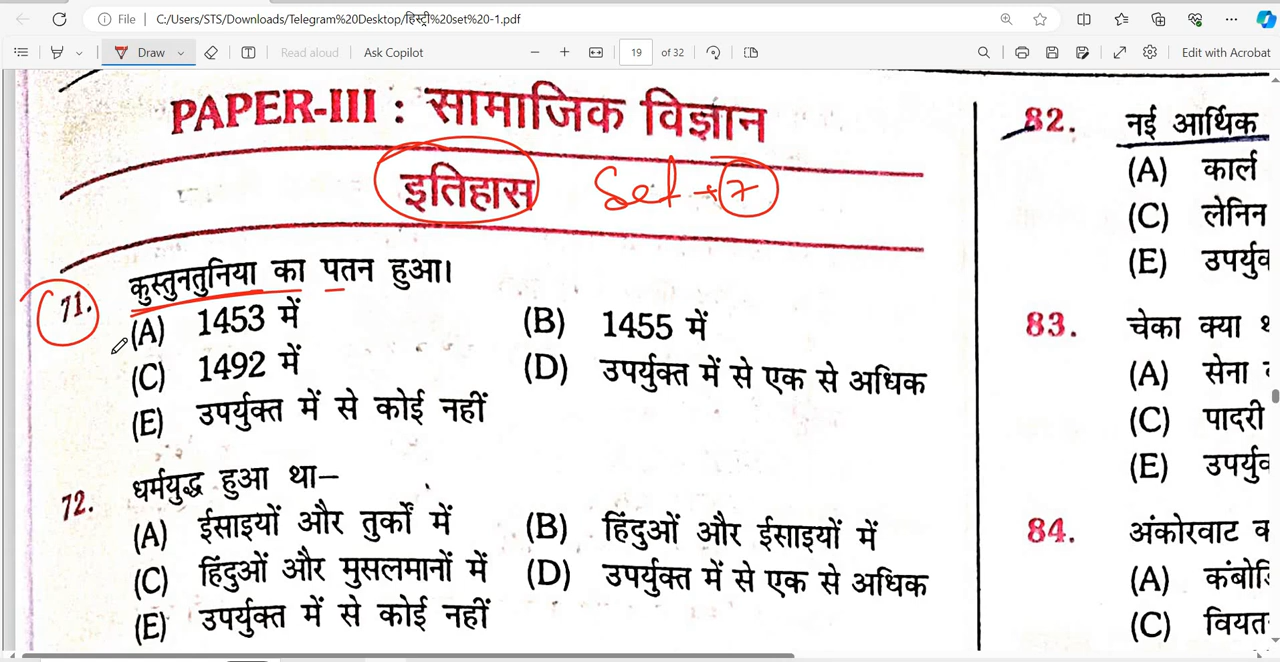 File C:/Users/STS/Downloads/Telegram%20Desktop/हिस्ट्री%20set%20-1.pdf
Draw Read aloud Ask Copilot 19 of 32 Edit with Acrobat
PAPER-III : सामाजिक विज्ञान
इतिहास Set → 7
71. कुस्तुनतुनिया का पतन हुआ।
(A) 1453 में (B) 1455 में
(C) 1492 में (D) उपर्युक्त में से एक से अधिक
(E) उपर्युक्त में से कोई नहीं
72. धर्मयुद्ध हुआ था–
(A) ईसाइयों और तुर्कों में (B) हिंदुओं और ईसाइयों में
(C) हिंदुओं और मुसलमानों में (D) उपर्युक्त में से एक से अधिक
(E) उपर्युक्त में से कोई नहीं
82. नई आर्थिक
(A) कार्ल
(C) लेनिन
(E)
83. चेका क्या
(A) सेना
(C) पादरी
(E)
84. अंकोरवाट
(A)
(C)